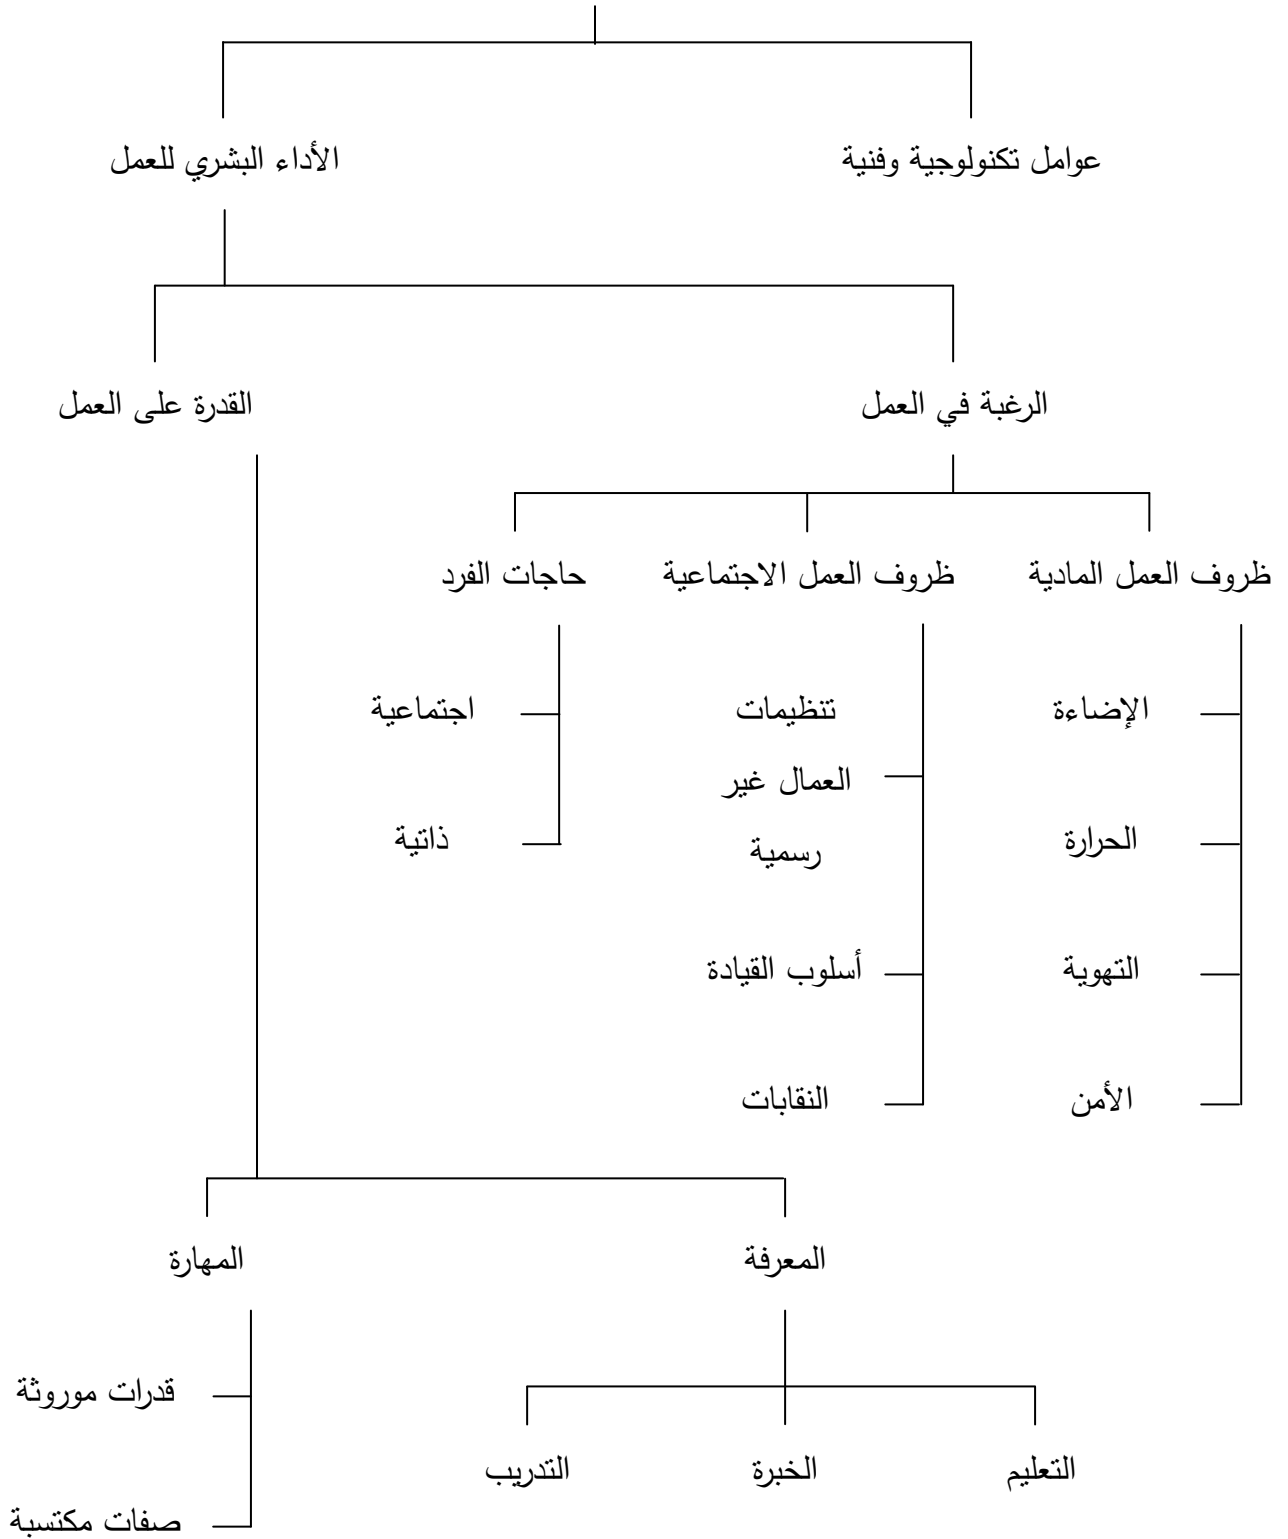 عوامل تكنولوجية وفنية
الأداء البشري للعمل
الرغبة في العمل
القدرة على العمل
ظروف العمل المادية
ظروف العمل الاجتماعية
حاجات الفرد
الإضاءة
تنظيمات
اجتماعية
العمال غير
الحرارة
رسمية
ذاتية
التهوية
أسلوب القيادة
الأمن
النقابات
المعرفة
المهارة
قدرات موروثة
التعليم
الخبرة
التدريب
صفات مكتسبة